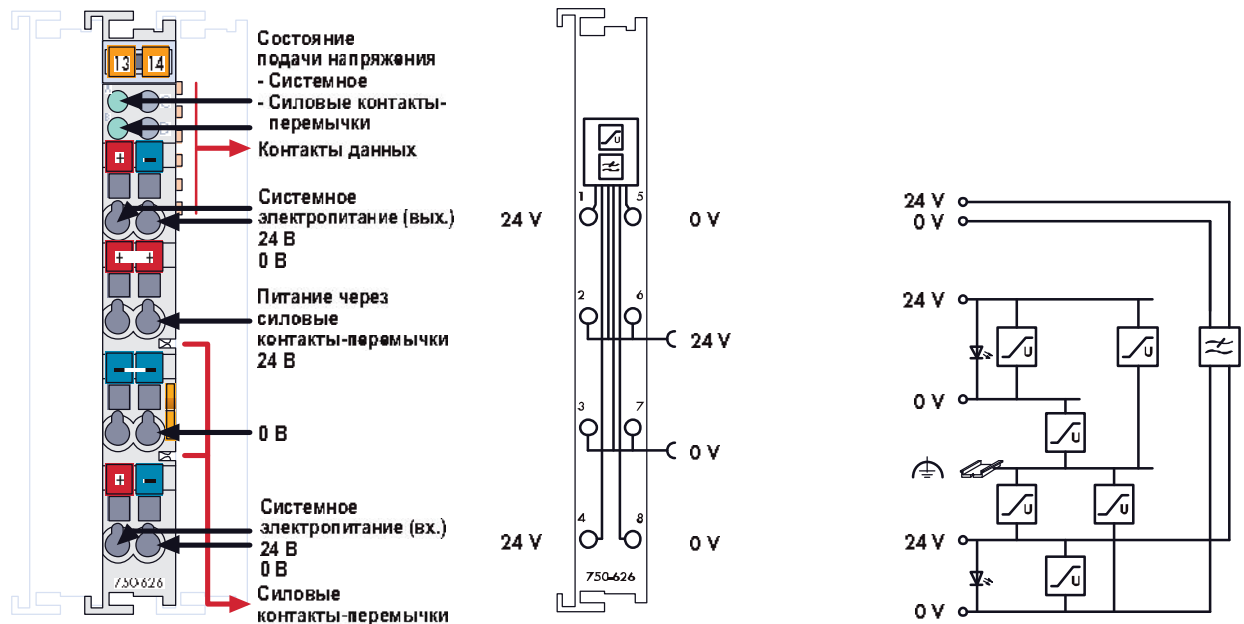 13 14
A C
B D
+ -
+ +
- -
+ -
750-626
Состояние
подачи напряжения
- Системное
- Силовые контакты-
перемычки
Контакты данных
Системное
электропитание (вых.)
24 В
0 В
Питание через
силовые
контакты-перемычки
24 В
0 В
Системное
электропитание (вх.)
24 В
0 В
Силовые
контакты-перемычки
U
1 5
24 V 0 V
2 6
24 V
3 7
0 V
4 8
24 V 0 V
750-626
24 V
0 V
24 V
U U
0 V
U
U U
24 V
U
0 V